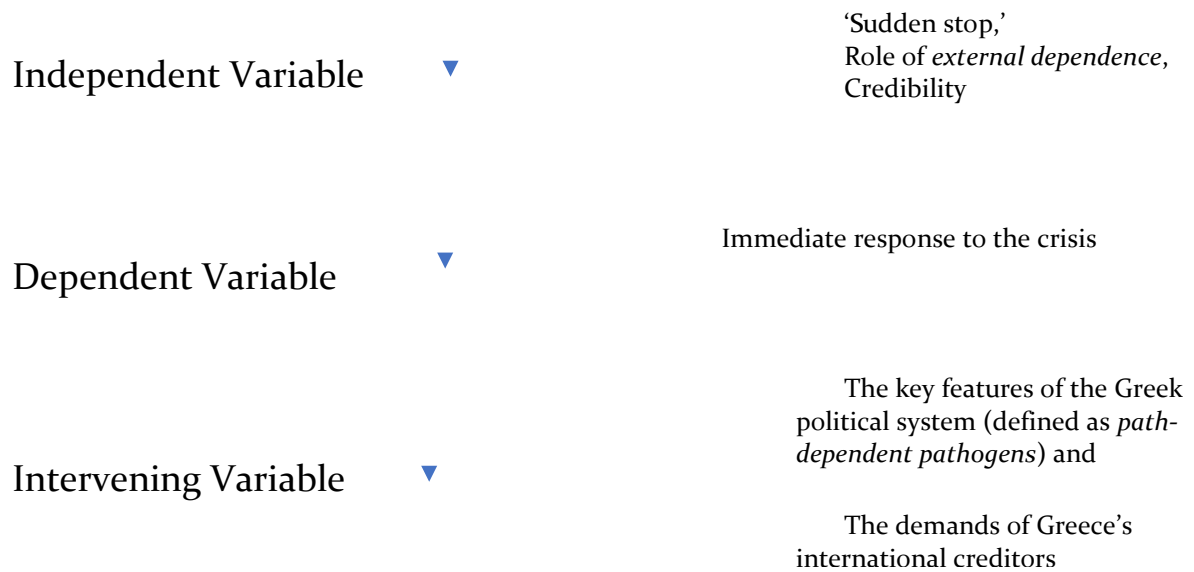 Independent Variable
‘Sudden stop,’
Role of external dependence,
Credibility
Dependent Variable
Immediate response to the crisis
Intervening Variable
The key features of the Greek
political system (defined as path-
dependent pathogens) and
The demands of Greece’s
international creditors